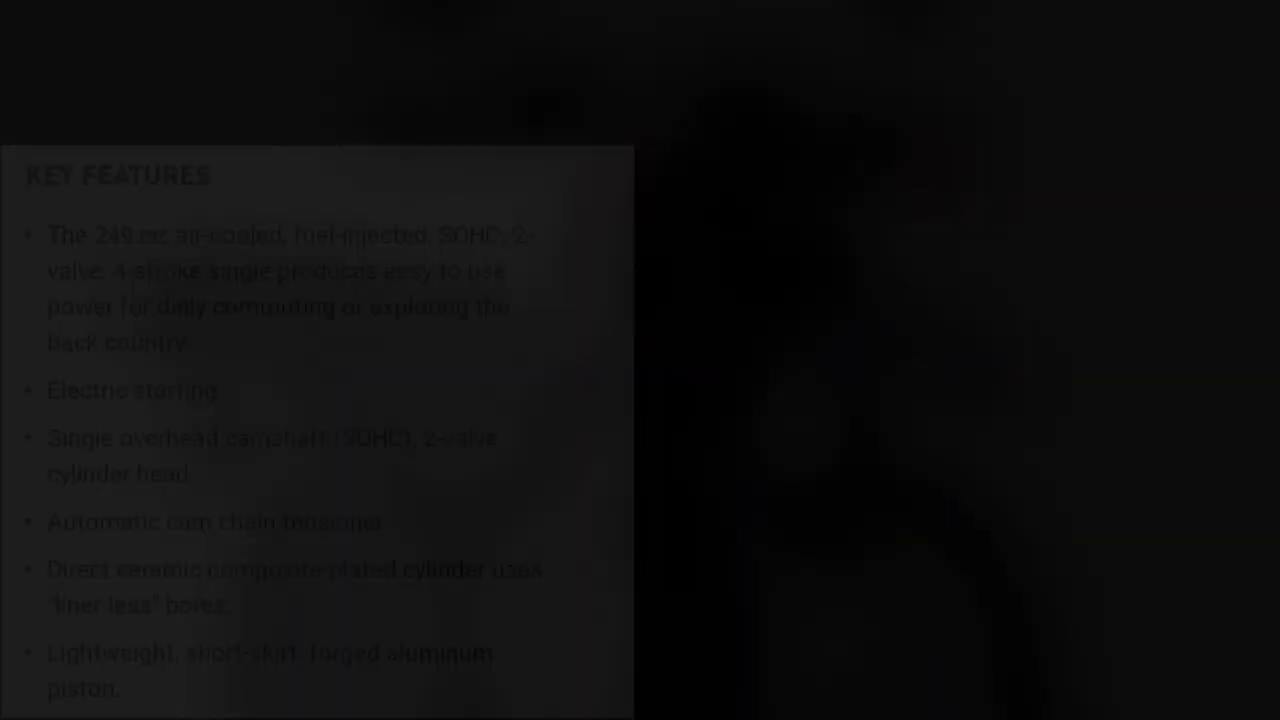 KEY FEATURES
• The 249 cc air-cooled, fuel-injected, SOHC, 2-
valve, 4-stroke single produces easy to use
power for daily commuting or exploring the
back country.
• Electric starting.
• Single overhead camshaft (SOHC), 2-valve
cylinder head.
• Automatic cam chain tensioner.
• Direct ceramic composite-plated cylinder uses
"liner less" bores.
• Lightweight, short-skirt, forged aluminum
piston.